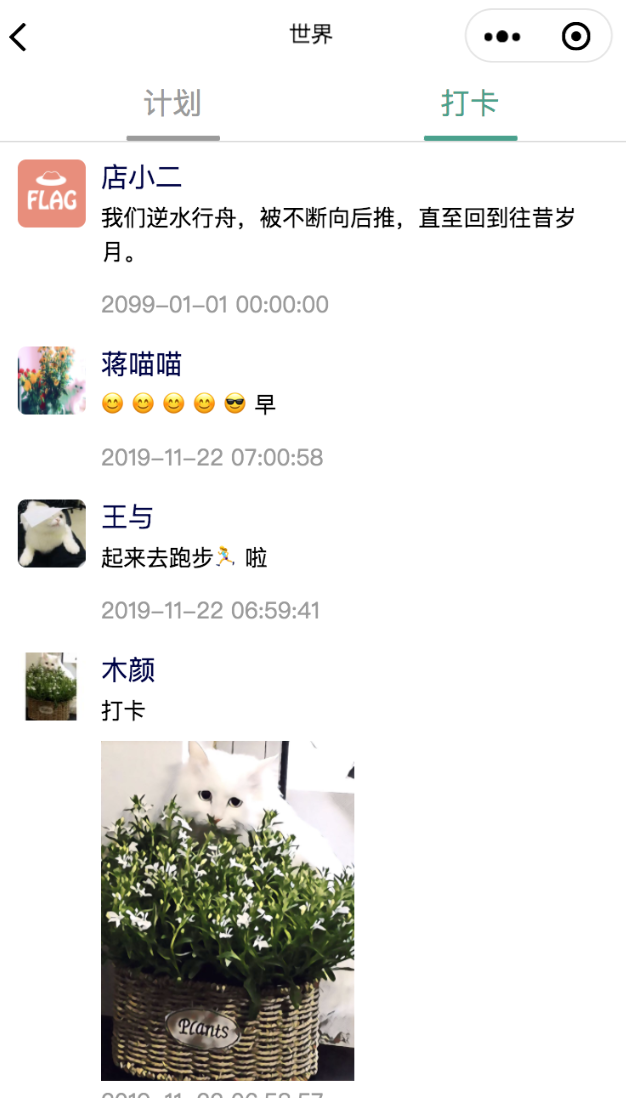 世界
计划
打卡
FLAG
店小二
我们逆水行舟，被不断向后推，直至回到往昔岁
月。
2099-01-01 00:00:00
蒋喵喵
😊 😊 😊 😊 😎 早
2019-11-22 07:00:58
王与
起来去跑步🏃 啦
2019-11-22 06:59:41
木颜
打卡
Plants